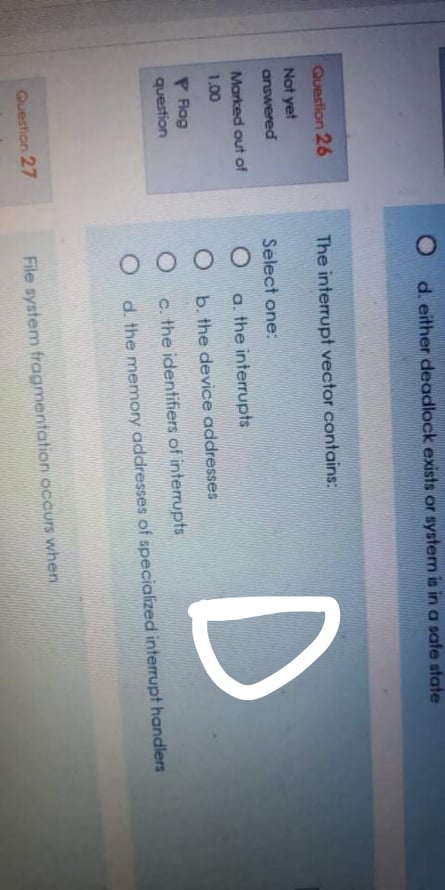 d. either deadlock exists or system is in a safe state
Question 26
Not yet
answered
Marked out of
1.00
Flag
question
The interrupt vector contains:
Select one:
a. the interrupts
b. the device addresses
c. the identifiers of interrupts
d. the memory addresses of specialized interrupt handlers
Question 27
File system fragmentation occurs when